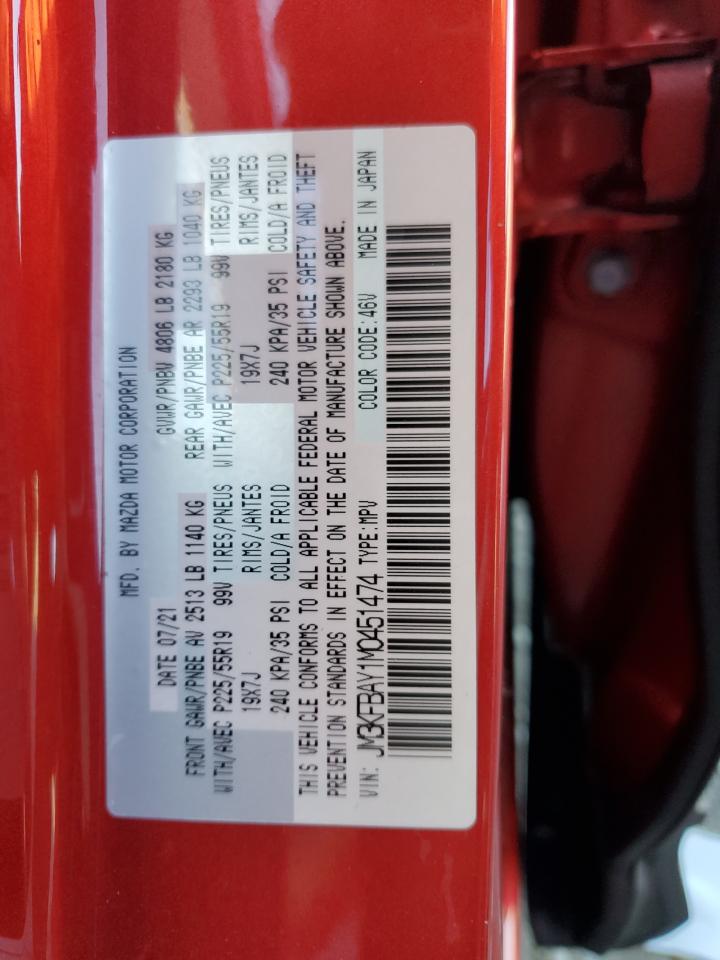 MFD. BY MAZDA MOTOR CORPORATION
DATE 07/21 GVWR/PNBV 4806 LB 2180 KG
FRONT GAWR/PNBE AV 2513 LB 1140 KG REAR GAWR/PNBE AR 2293 LB 1040 KG
WITH/AVEC P225/55R19 99V TIRES/PNEUS WITH/AVEC P225/55R19 99V TIRES/PNEUS
19X7J RIMS/JANTES 19X7J RIMS/JANTES
240 KPA/35 PSI COLD/A FROID 240 KPA/35 PSI COLD/A FROID
THIS VEHICLE CONFORMS TO ALL APPLICABLE FEDERAL MOTOR VEHICLE SAFETY AND THEFT
PREVENTION STANDARDS IN EFFECT ON THE DATE OF MANUFACTURE SHOWN ABOVE.
VIN: JM3KFBAY1M0451474 TYPE:MPV COLOR CODE:46V MADE IN JAPAN